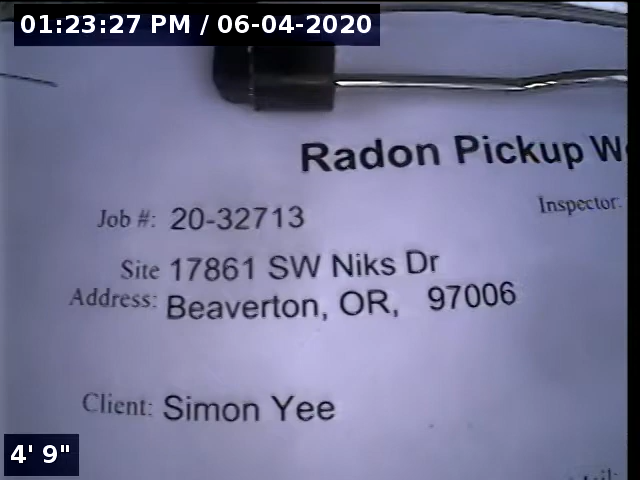 01:23:27 PM / 06-04-2020
Radon Pickup
Inspector:
Job #: 20-32713
Site 17861 SW Niks Dr
Address: Beaverton, OR, 97006
Client: Simon Yee
4' 9"